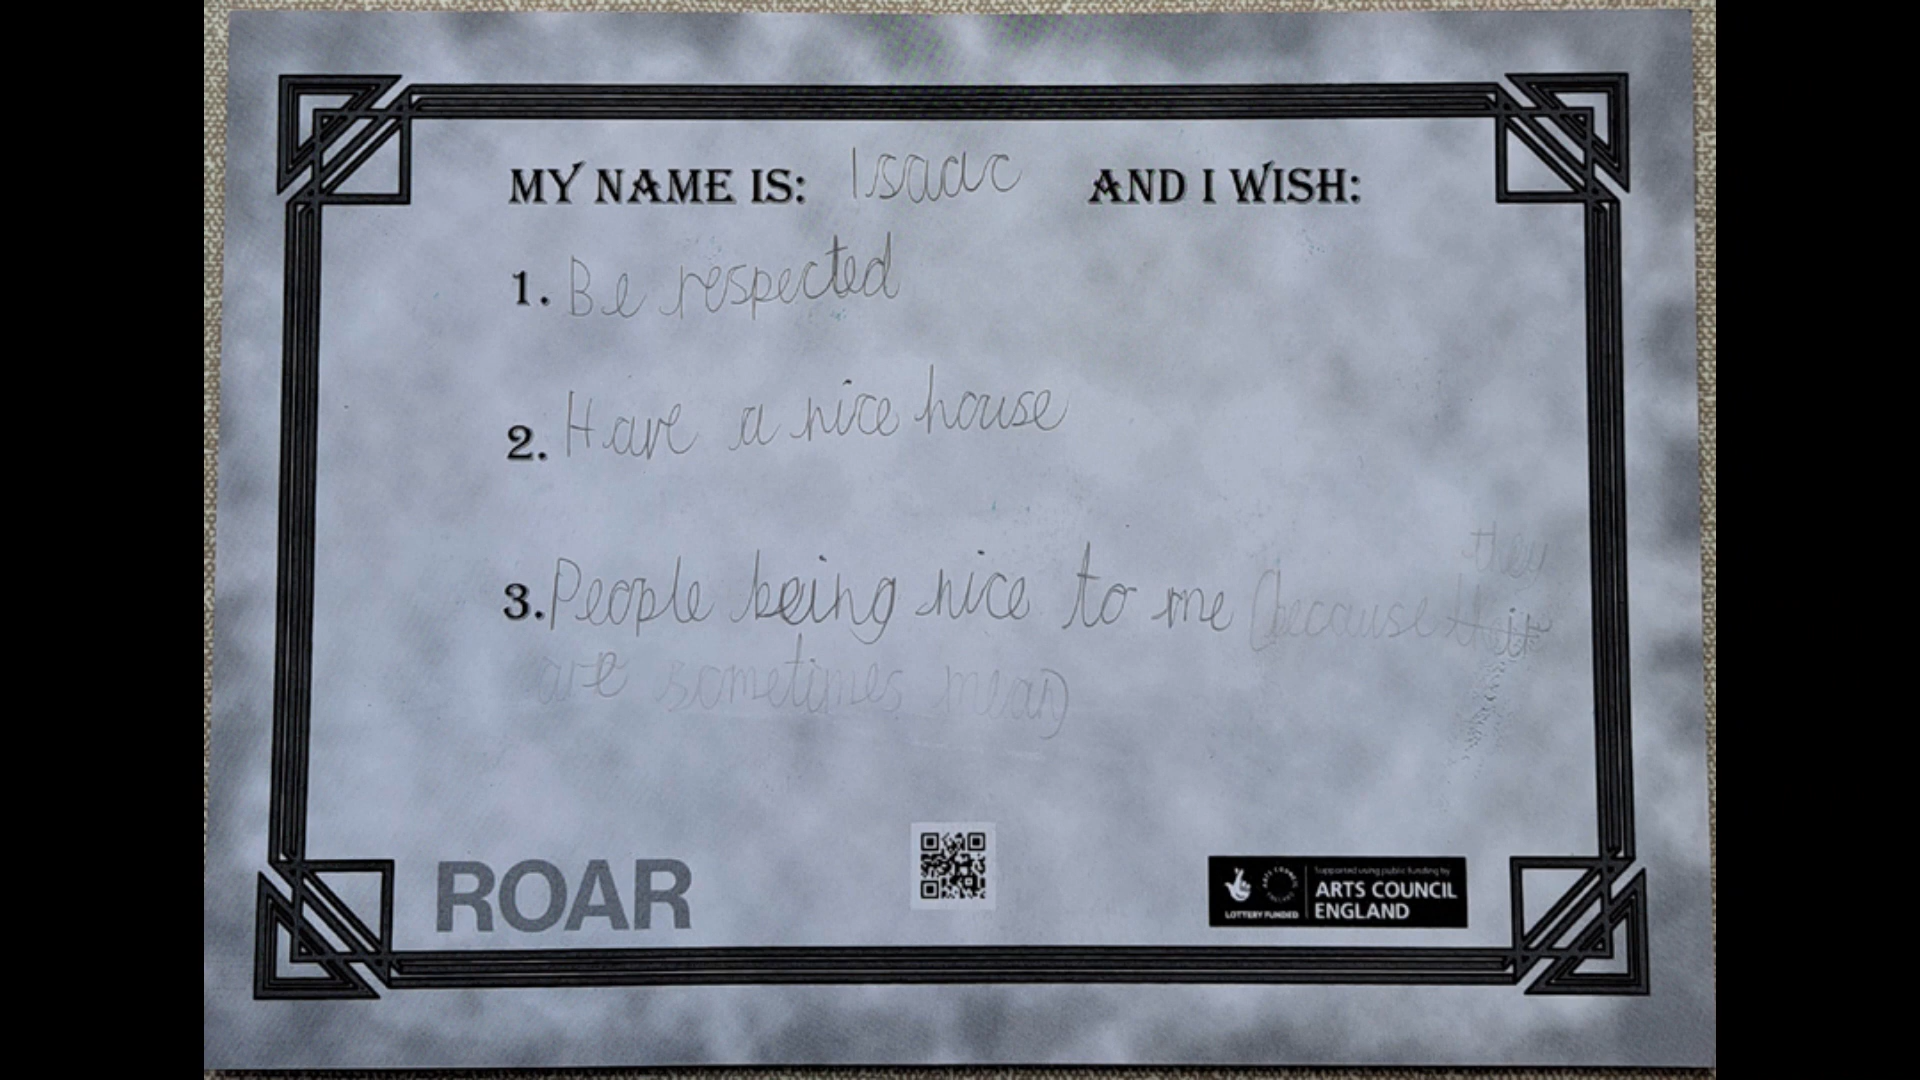 MY NAME IS: Isaac AND I WISH:
1. Be respected
2. Have a nice house
they
3. People being nice to me (because their
are sometimes mean)
ROAR
LOTTERY FUNDED
Supported using public funding by
ARTS COUNCIL
ENGLAND